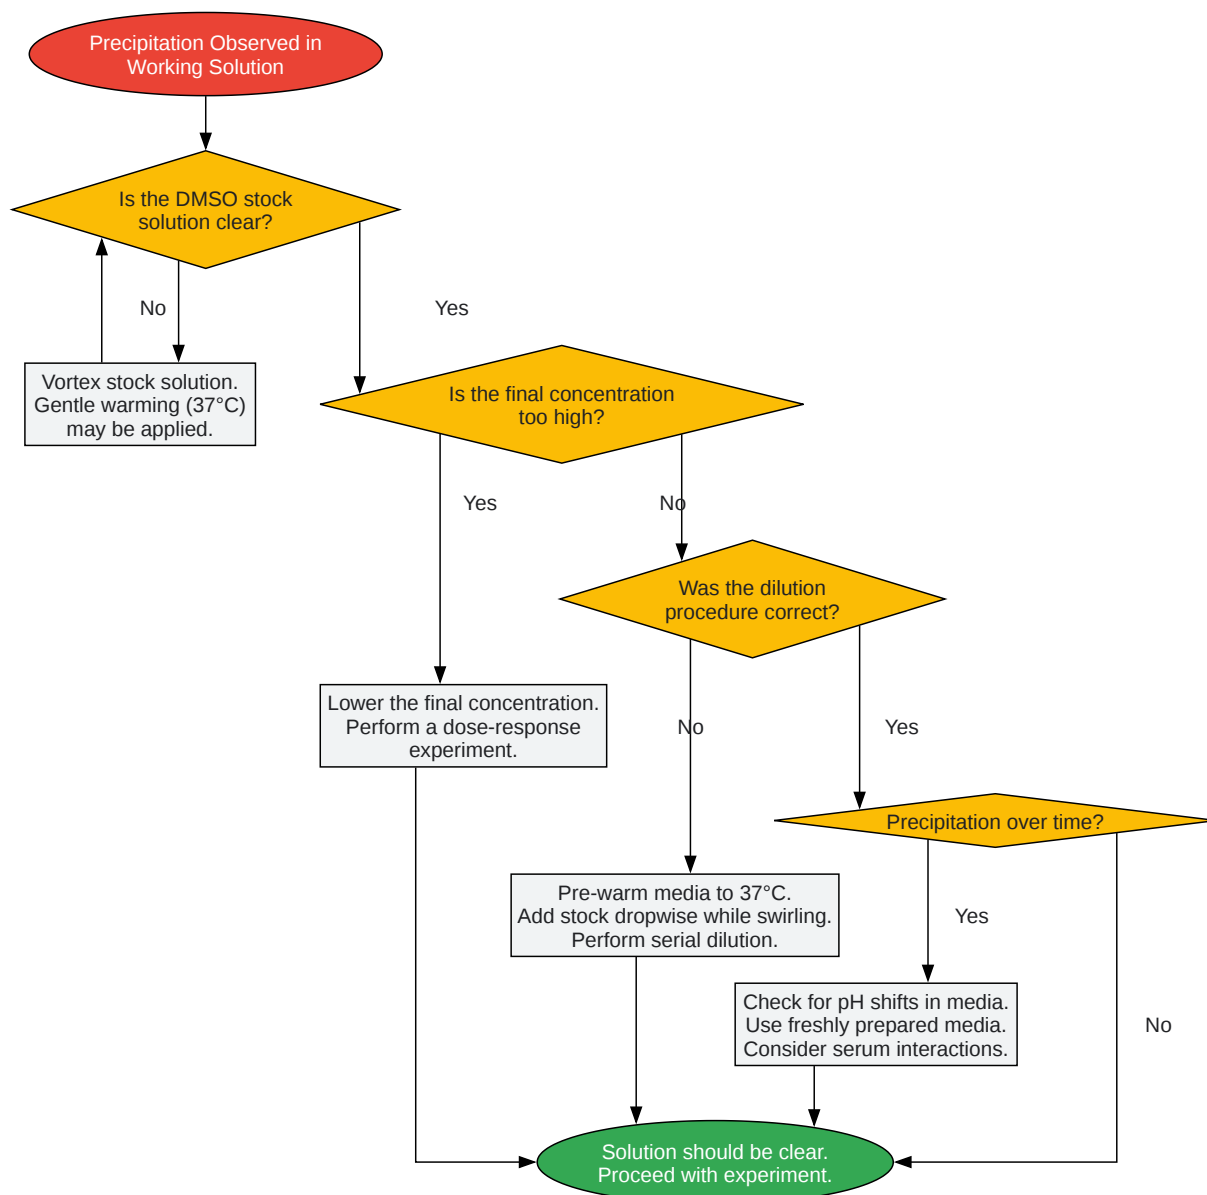 Precipitation Observed in
Working Solution
Is the DMSO stock
solution clear?
No
Yes
Vortex stock solution.
Gentle warming (37°C)
may be applied.
Is the final concentration
too high?
Yes
No
Was the dilution
procedure correct?
Lower the final concentration.
Perform a dose-response
experiment.
No
Yes
Precipitation over time?
Pre-warm media to 37°C.
Add stock dropwise while swirling.
Perform serial dilution.
Yes
Check for pH shifts in media.
Use freshly prepared media.
Consider serum interactions.
No
Solution should be clear.
Proceed with experiment.